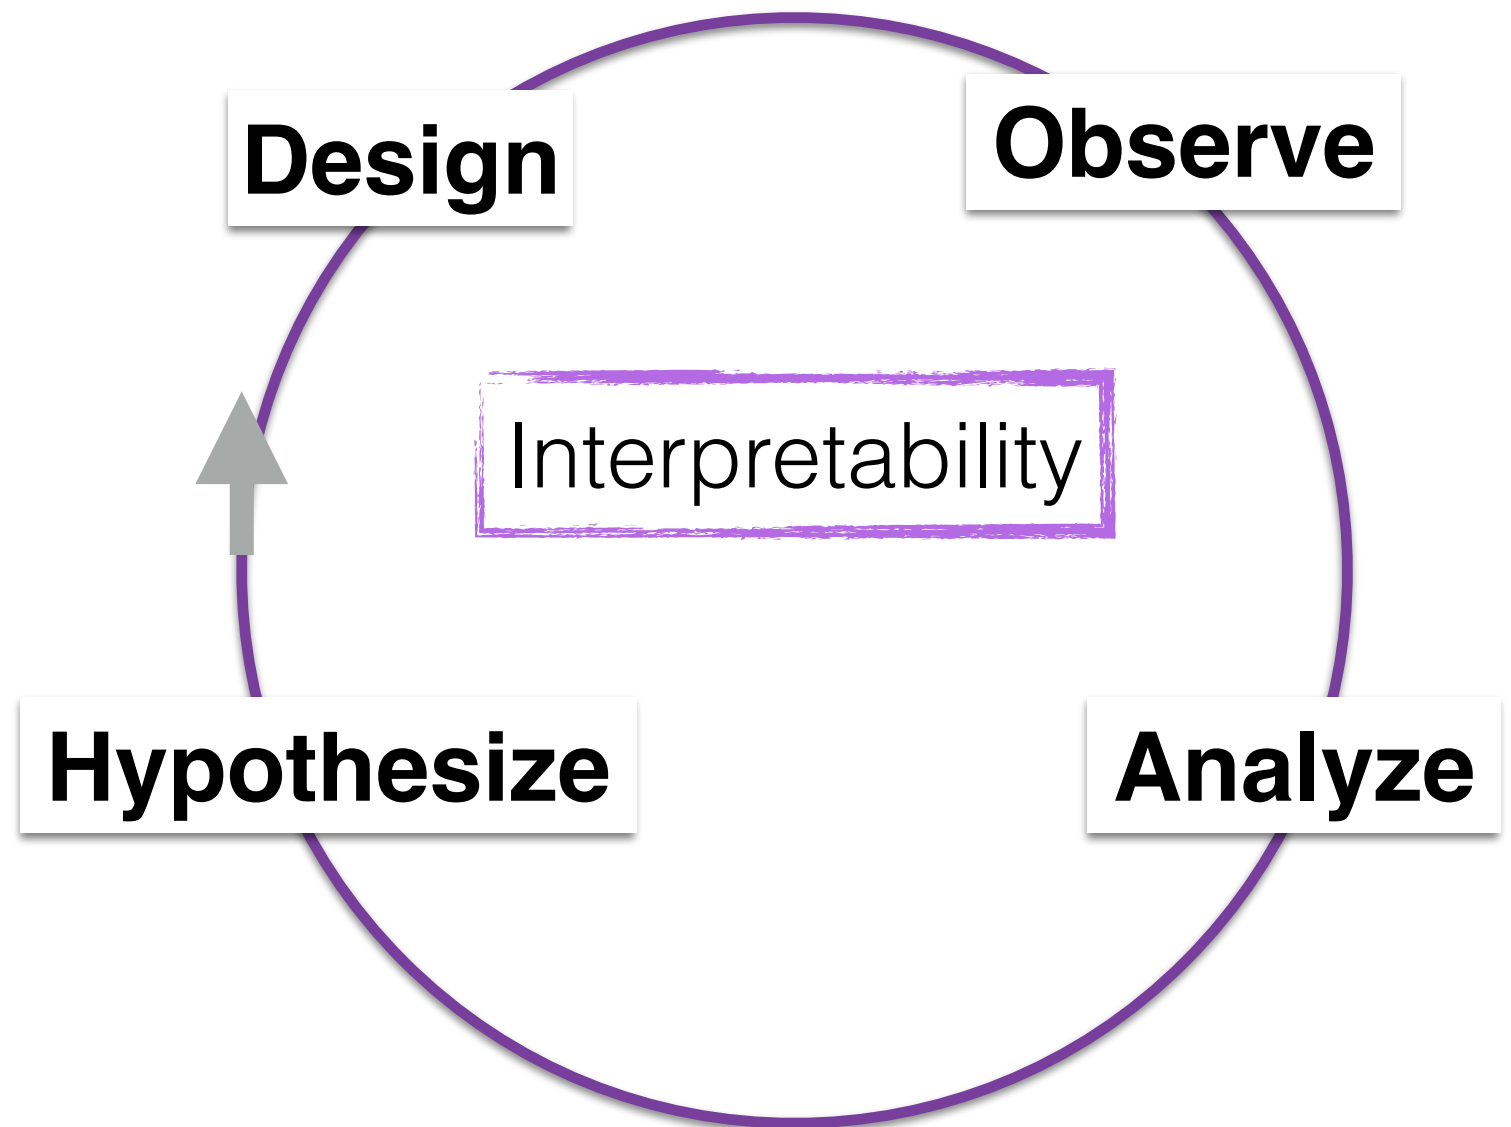 Design
Observe
Interpretability
Hypothesize
Analyze